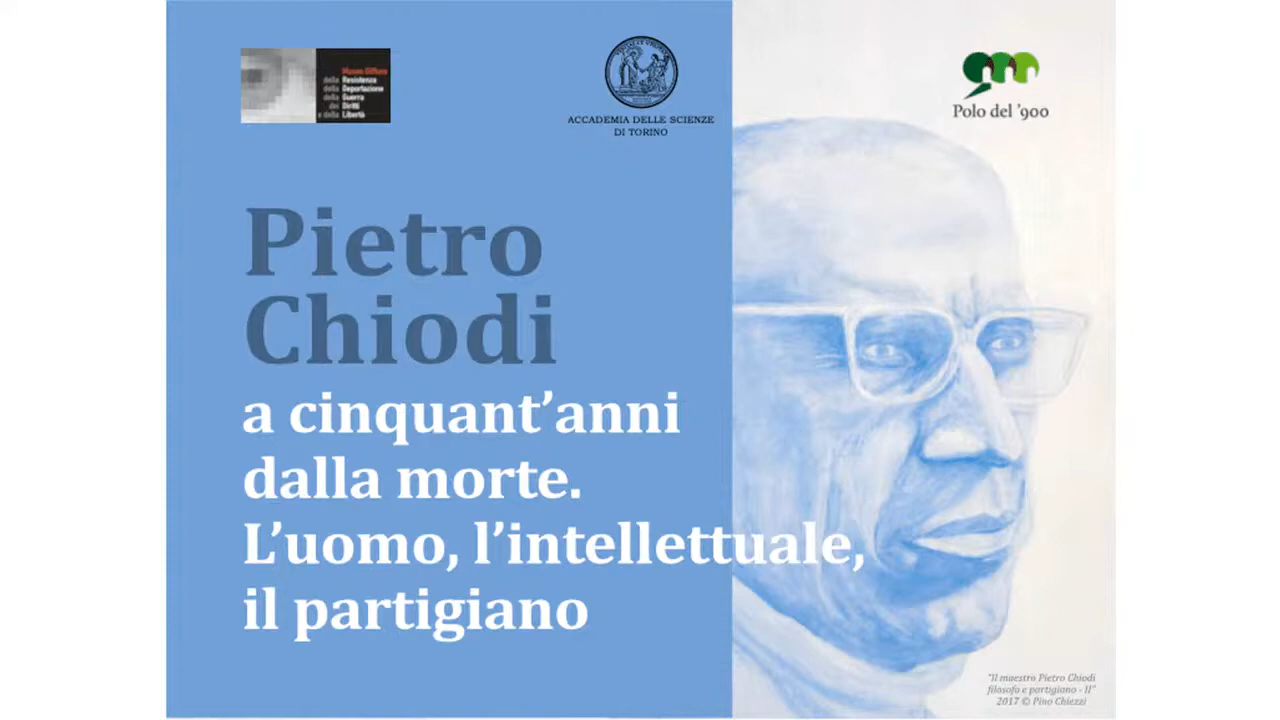 Museo Diffuso
della Resistenza
della Deportazione
della Guerra
dei Diritti
e della Libertà
ACCADEMIA DELLE SCIENZE
DI TORINO
Polo del '900
Pietro
Chiodi
a cinquant’anni
dalla morte.
L’uomo, l’intellettuale,
il partigiano
"Il maestro Pietro Chiodi
filosofo e partigiano - II"
2017 © Pino Chiezzi